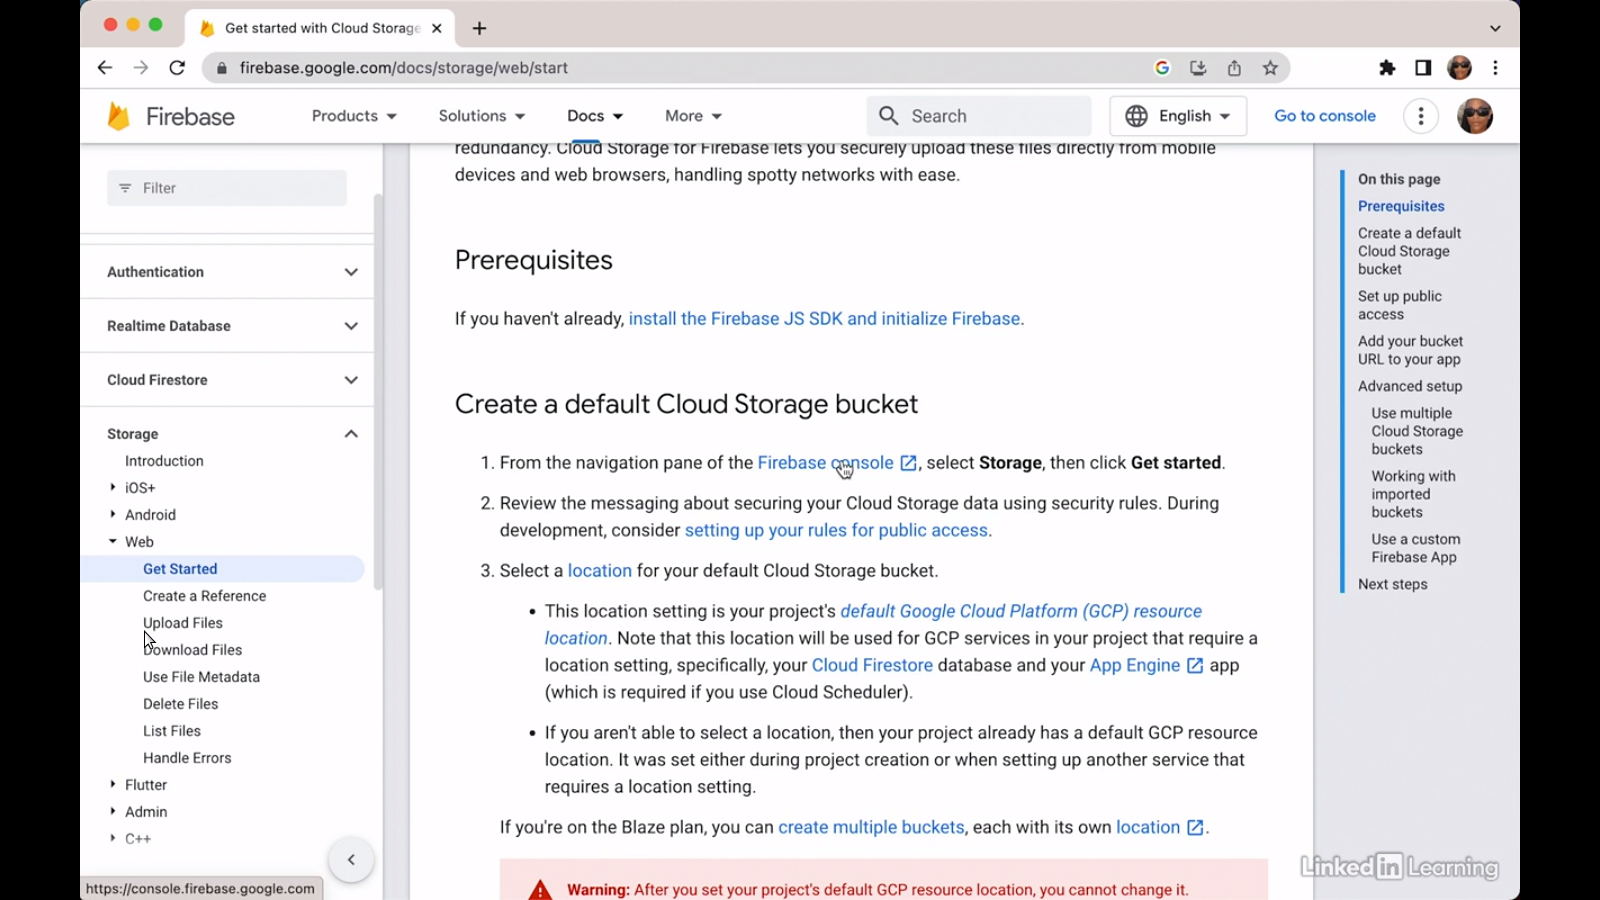 Get started with Cloud Storage
firebase.google.com/docs/storage/web/start
Firebase
Products
Solutions
Docs
More
Search
English
Go to console
Filter
Authentication
Realtime Database
Cloud Firestore
Storage
Introduction
iOS+
Android
Web
Get Started
Create a Reference
Upload Files
Download Files
Use File Metadata
Delete Files
List Files
Handle Errors
Flutter
Admin
C++
https://console.firebase.google.com
redundancy. Cloud Storage for Firebase lets you securely upload these files directly from mobile
devices and web browsers, handling spotty networks with ease.
Prerequisites
If you haven't already, install the Firebase JS SDK and initialize Firebase.
Create a default Cloud Storage bucket
1. From the navigation pane of the Firebase console, select Storage, then click Get started.
2. Review the messaging about securing your Cloud Storage data using security rules. During
development, consider setting up your rules for public access.
3. Select a location for your default Cloud Storage bucket.
• This location setting is your project's default Google Cloud Platform (GCP) resource
location. Note that this location will be used for GCP services in your project that require a
location setting, specifically, your Cloud Firestore database and your App Engine app
(which is required if you use Cloud Scheduler).
• If you aren't able to select a location, then your project already has a default GCP resource
location. It was set either during project creation or when setting up another service that
requires a location setting.
If you're on the Blaze plan, you can create multiple buckets, each with its own location.
Warning: After you set your project's default GCP resource location, you cannot change it.
On this page
Prerequisites
Create a default
Cloud Storage
bucket
Set up public
access
Add your bucket
URL to your app
Advanced setup
Use multiple
Cloud Storage
buckets
Working with
imported
buckets
Use a custom
Firebase App
Next steps
LinkedIn Learning